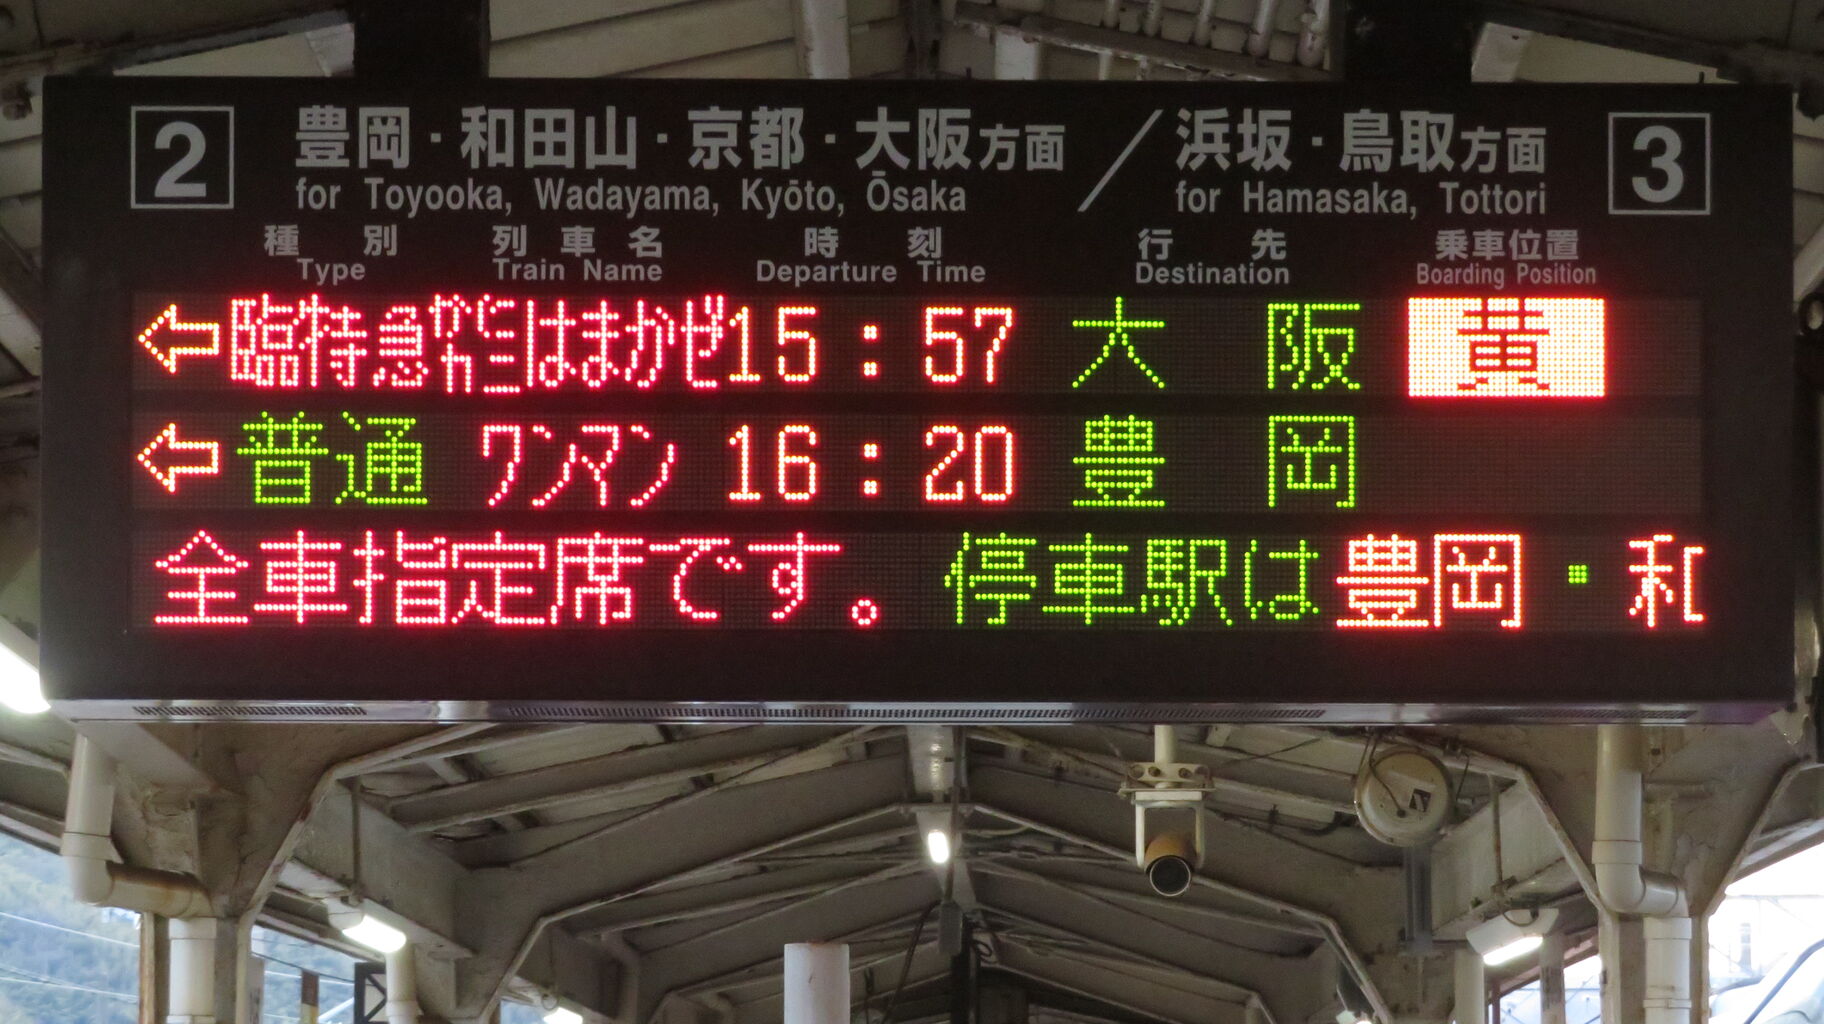 2 豊岡・和田山・京都・大阪方面 ／ 浜坂・鳥取方面 3
for Toyooka, Wadayama, Kyōto, Ōsaka for Hamasaka, Tottori
種別 列車名 時刻 行先 乗車位置
Type Train Name Departure Time Destination Boarding Position
⇦臨時特急かにカニはまかぜ 15:57 大阪 黄
⇦普通 ワンマン 16:20 豊岡
全車指定席です。 停車駅は豊岡・和